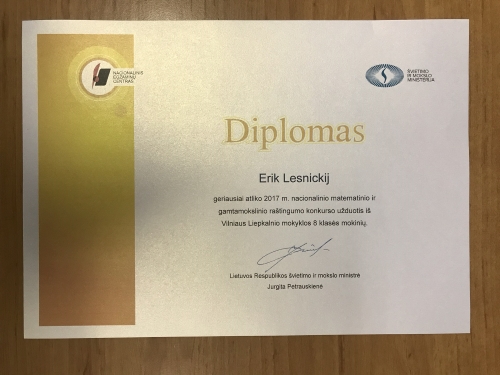 NACIONALINIS
EGZAMINŲ
CENTRAS
ŠVIETIMO
IR MOKSLO
MINISTERIJA
Diplomas
Erik Lesnickij
geriausiai atliko 2017 m. nacionalinio matematinio ir
gamtamokslinio raštingumo konkurso užduotis iš
Vilniaus Liepkalnio mokyklos 8 klasės mokinių.
Lietuvos Respublikos švietimo ir mokslo ministrė
Jurgita Petrauskienė